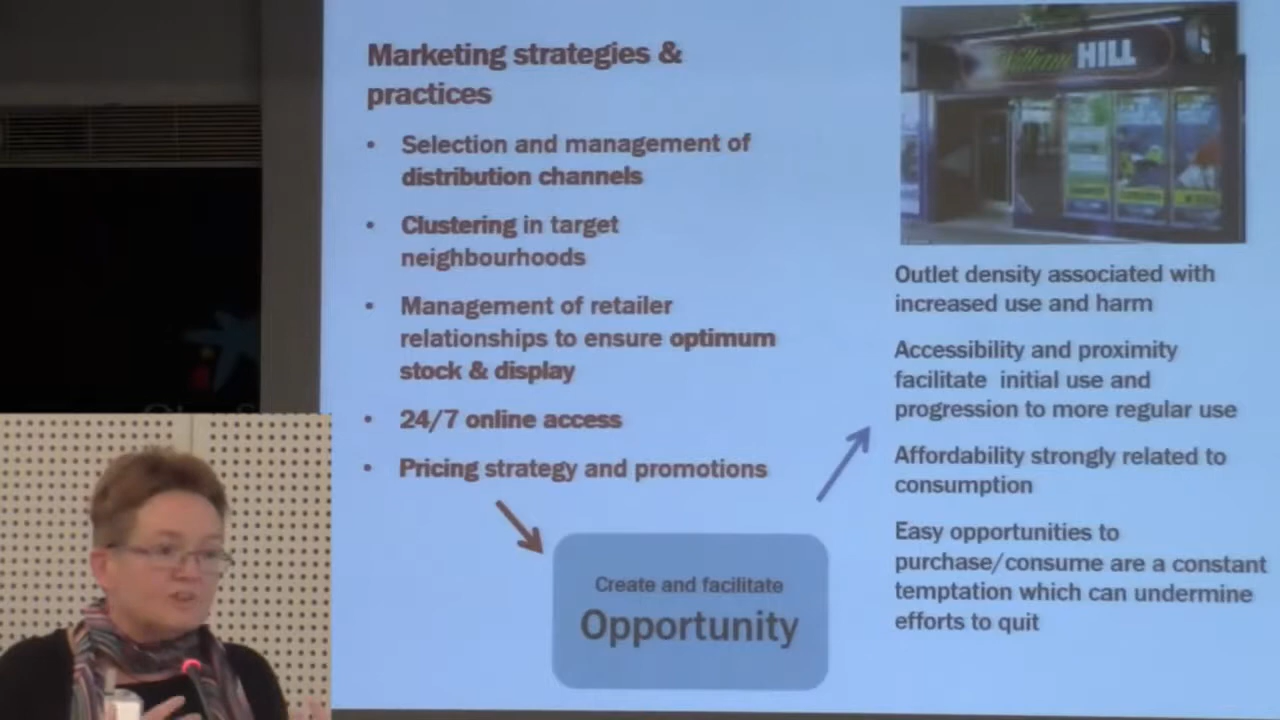 Marketing strategies &
practices
• Selection and management of
distribution channels
• Clustering in target
neighbourhoods
• Management of retailer
relationships to ensure optimum
stock & display
• 24/7 online access
• Pricing strategy and promotions
Create and facilitate
Opportunity
William HILL
Outlet density associated with
increased use and harm
Accessibility and proximity
facilitate initial use and
progression to more regular use
Affordability strongly related to
consumption
Easy opportunities to
purchase/consume are a constant
temptation which can undermine
efforts to quit